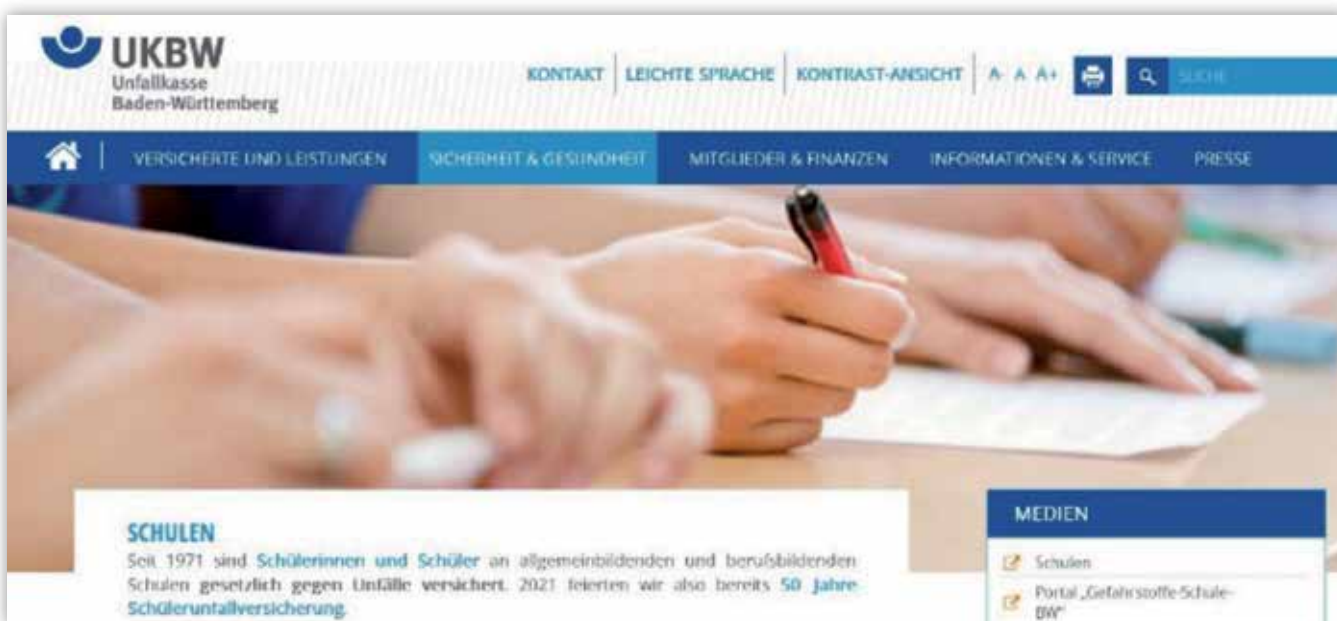 UKBW
Unfallkasse
Baden-Württemberg
KONTAKT LEICHTE SPRACHE KONTRAST-ANSICHT A- A A+ SUCHE
VERSICHERTE UND LEISTUNGEN SICHERHEIT & GESUNDHEIT MITGLIEDER & FINANZEN INFORMATIONEN & SERVICE PRESSE
SCHULEN
Seit 1971 sind Schülerinnen und Schüler an allgemeinbildenden und berufsbildenden
Schulen gesetzlich gegen Unfälle versichert. 2021 feierten wir also bereits 50 Jahre
Schülerunfallversicherung.
MEDIEN
Schulen
Portal „Gefahrstoffe-Schule-
BW"